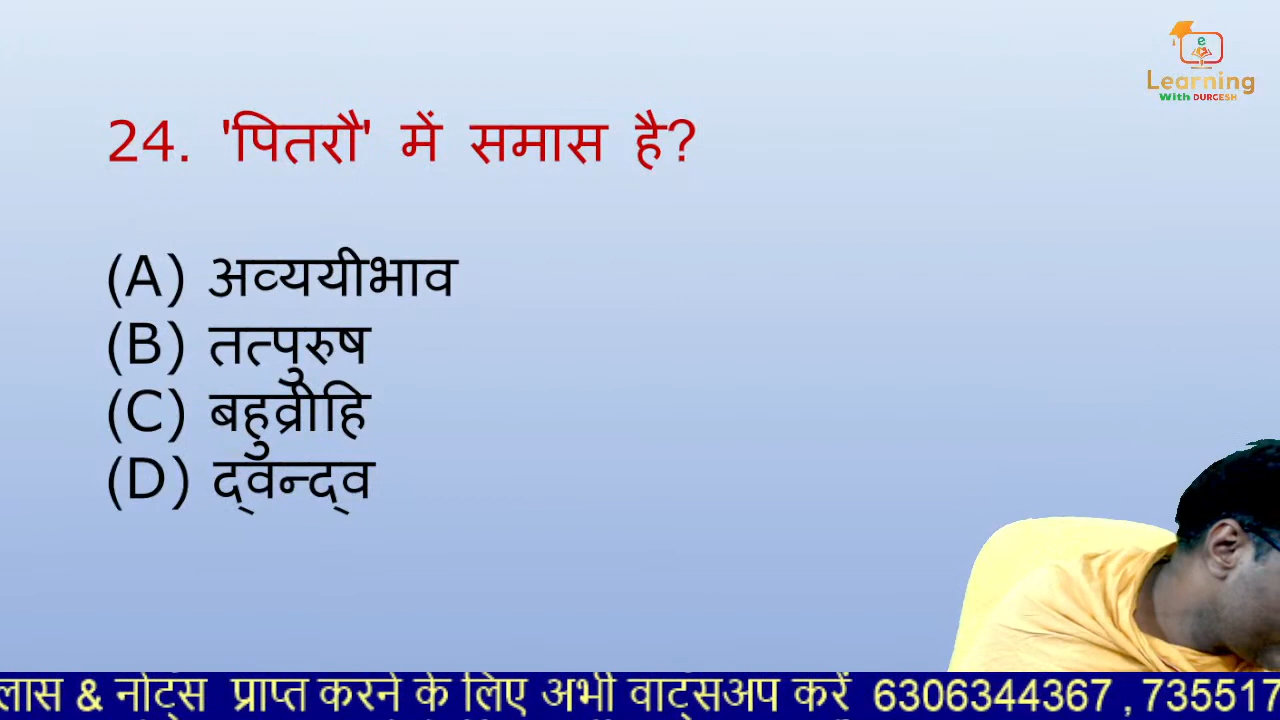 e
Learning
With DURGESH
24. 'पितरौ' में समास है?
(A) अव्ययीभाव
(B) तत्पुरुष
(C) बहुव्रीहि
(D) द्वन्द्व
लास & नोट्स प्राप्त करने के लिए अभी वाट्सअप करें 6306344367 , 735517